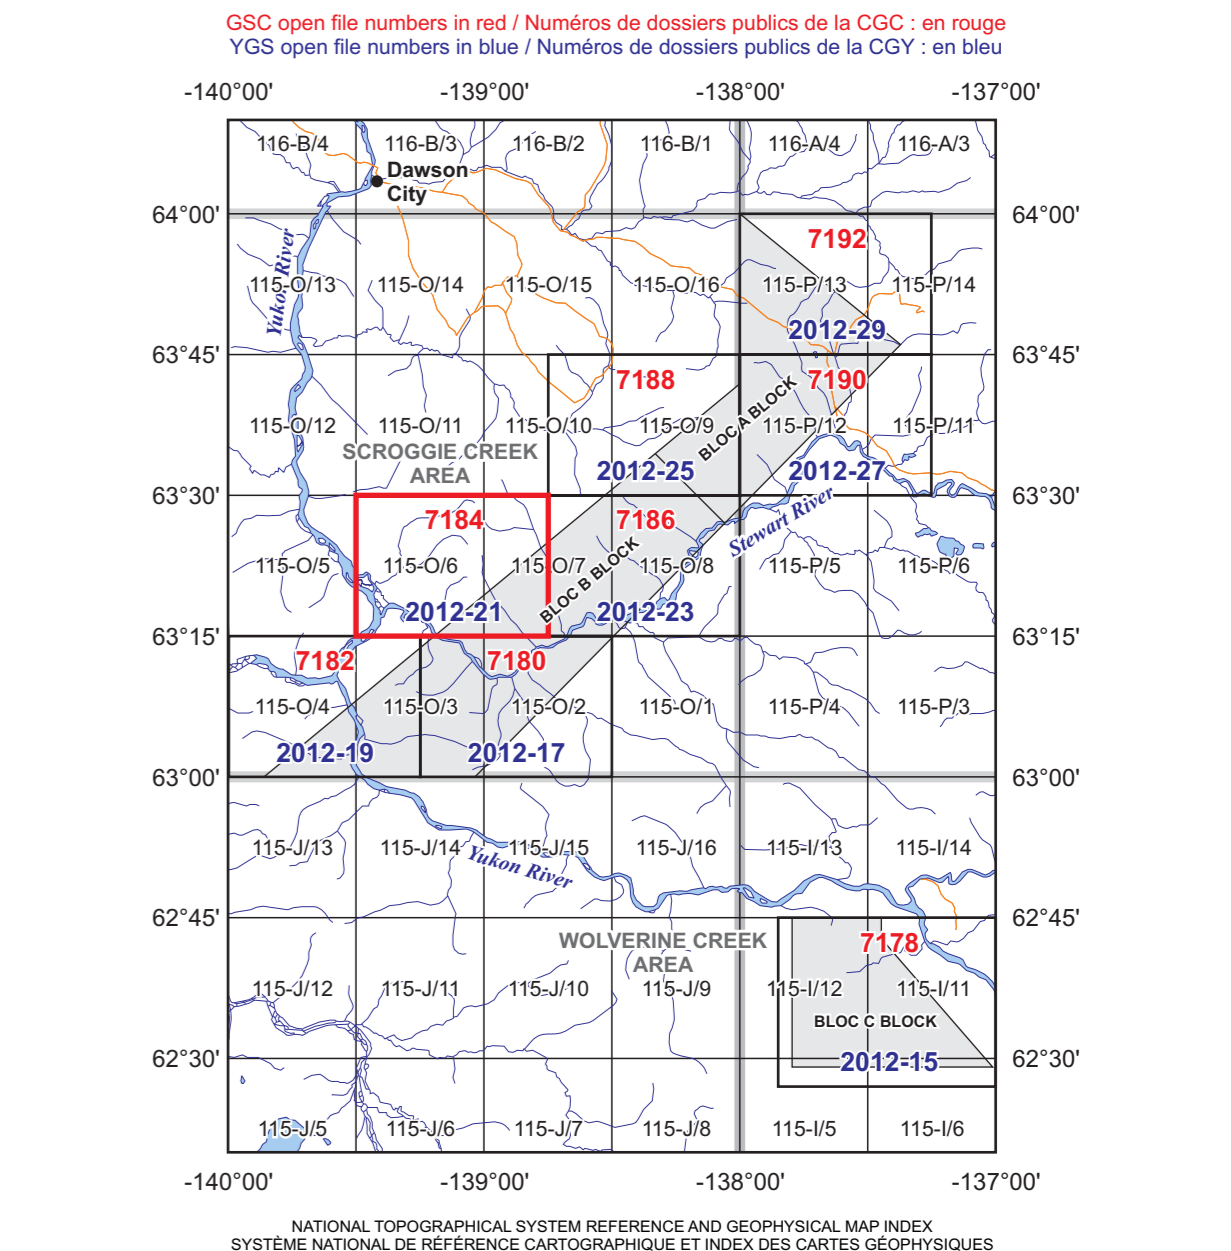 GSC open file numbers in red / Numéros de dossiers publics de la CGC : en rouge
YGS open file numbers in blue / Numéros de dossiers publics de la CGY : en bleu
-140°00' -139°00' -138°00' -137°00'
116-B/4 116-B/3 116-B/2 116-B/1 116-A/4 116-A/3
Dawson
City
64°00' 64°00'
7192
Yukon River
115-O/13 115-O/14 115-O/15 115-O/16 115-P/13 115-P/14
2012-29
63°45' 63°45'
7188 7190
BLOC A BLOCK
115-O/12 115-O/11 115-O/10 115-O/9 115-P/12 115-P/11
SCROGGIE CREEK
AREA
2012-25 2012-27
63°30' 63°30'
7184 7186
Stewart River
115-O/5 115-O/6 115-O/7 115-O/8 115-P/5 115-P/6
BLOC B BLOCK
2012-21 2012-23
63°15' 63°15'
7182 7180
115-O/4 115-O/3 115-O/2 115-O/1 115-P/4 115-P/3
2012-19 2012-17
63°00' 63°00'
115-J/13 115-J/14 115-J/15 115-J/16 115-I/13 115-I/14
Yukon River
62°45' 62°45'
WOLVERINE CREEK
AREA
7178
115-J/12 115-J/11 115-J/10 115-J/9 115-I/12 115-I/11
BLOC C BLOCK
62°30' 2012-15 62°30'
115-J/5 115-J/6 115-J/7 115-J/8 115-I/5 115-I/6
-140°00' -139°00' -138°00' -137°00'
NATIONAL TOPOGRAPHICAL SYSTEM REFERENCE AND GEOPHYSICAL MAP INDEX
SYSTÈME NATIONAL DE RÉFÉRENCE CARTOGRAPHIQUE ET INDEX DES CARTES GÉOPHYSIQUES